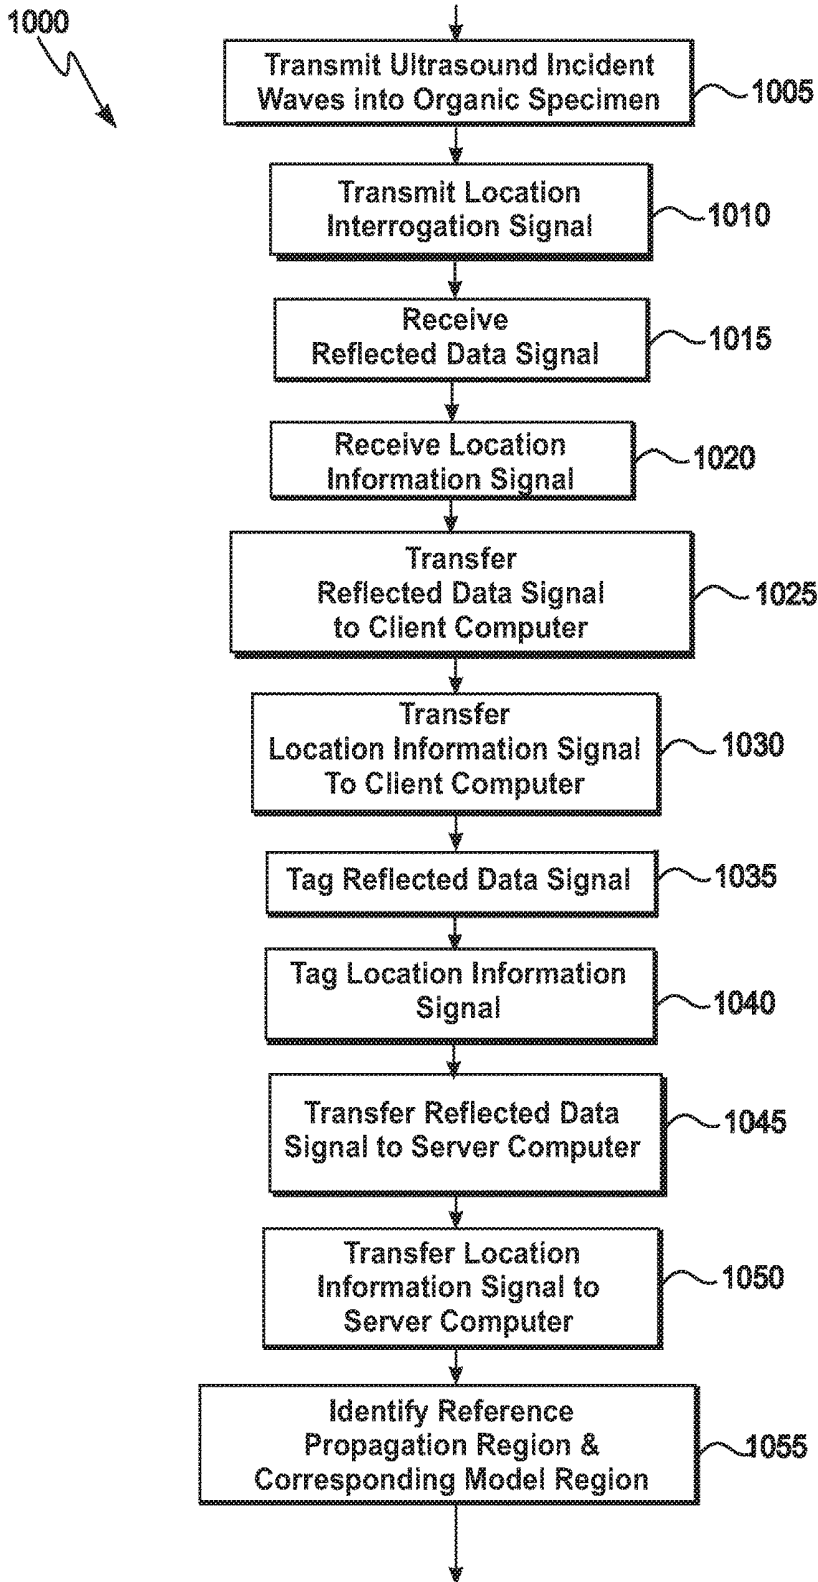 1000
Transmit Ultrasound Incident
Waves into Organic Specimen
1005
Transmit Location
Interrogation Signal
1010
Receive
Reflected Data Signal
1015
Receive Location
Information Signal
1020
Transfer
Reflected Data Signal
to Client Computer
1025
Transfer
Location Information Signal
To Client Computer
1030
Tag Reflected Data Signal
1035
Tag Location Information
Signal
1040
Transfer Reflected Data
Signal to Server Computer
1045
Transfer Location
Information Signal to
Server Computer
1050
Identify Reference
Propagation Region &
Corresponding Model Region
1055